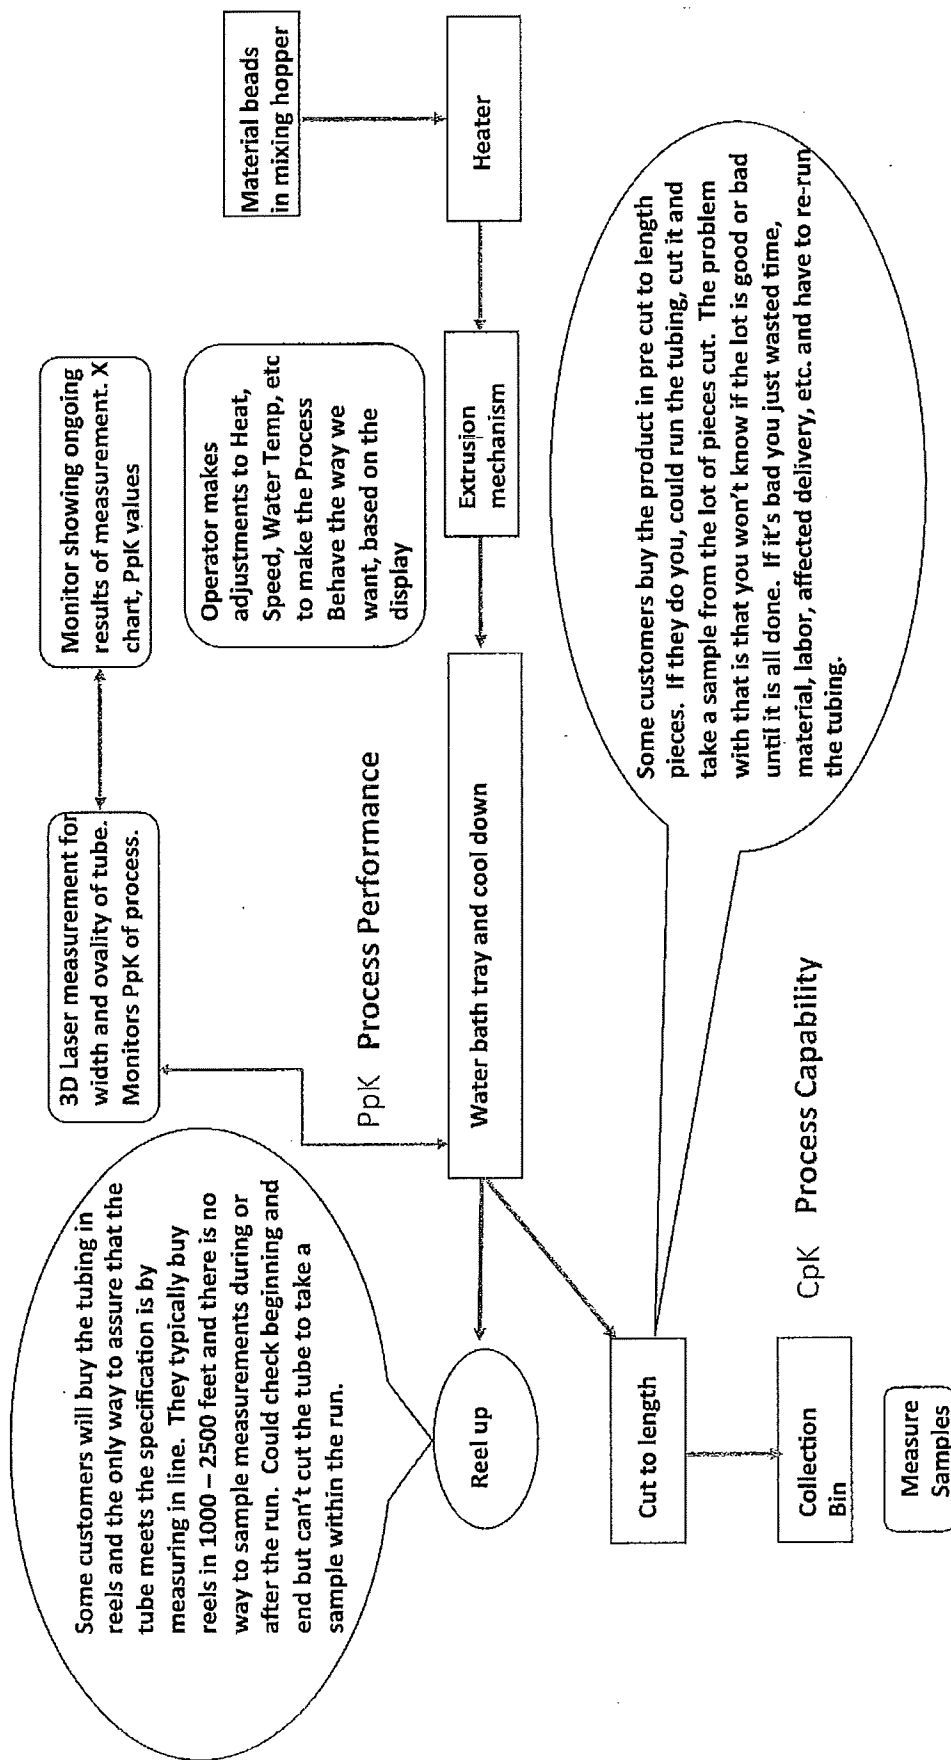 Some customers will buy the tubing in
reels and the only way to assure that the
tube meets the specification is by
measuring in line. They typically buy
reels in 1000 – 2500 feet and there is no
way to sample measurements during or
after the run. Could check beginning and
end but can't cut the tube to take a
sample within the run.
3D Laser measurement for
width and ovality of tube.
Monitors PpK of process.
Monitor showing ongoing
results of measurement. X
chart, PpK values
Operator makes
adjustments to Heat,
Speed, Water Temp, etc
to make the Process
Behave the way we
want, based on the
display
Material beads
in mixing hopper
PpK Process Performance
Reel up
Water bath tray and cool down
Extrusion
mechanism
Heater
Cut to length
Some customers buy the product in pre cut to length
pieces. If they do you, could run the tubing, cut it and
take a sample from the lot of pieces cut. The problem
with that is that you won't know if the lot is good or bad
until it is all done. If it's bad you just wasted time,
material, labor, affected delivery, etc. and have to re-run
the tubing.
Collection
Bin
CpK Process Capability
Measure
Samples